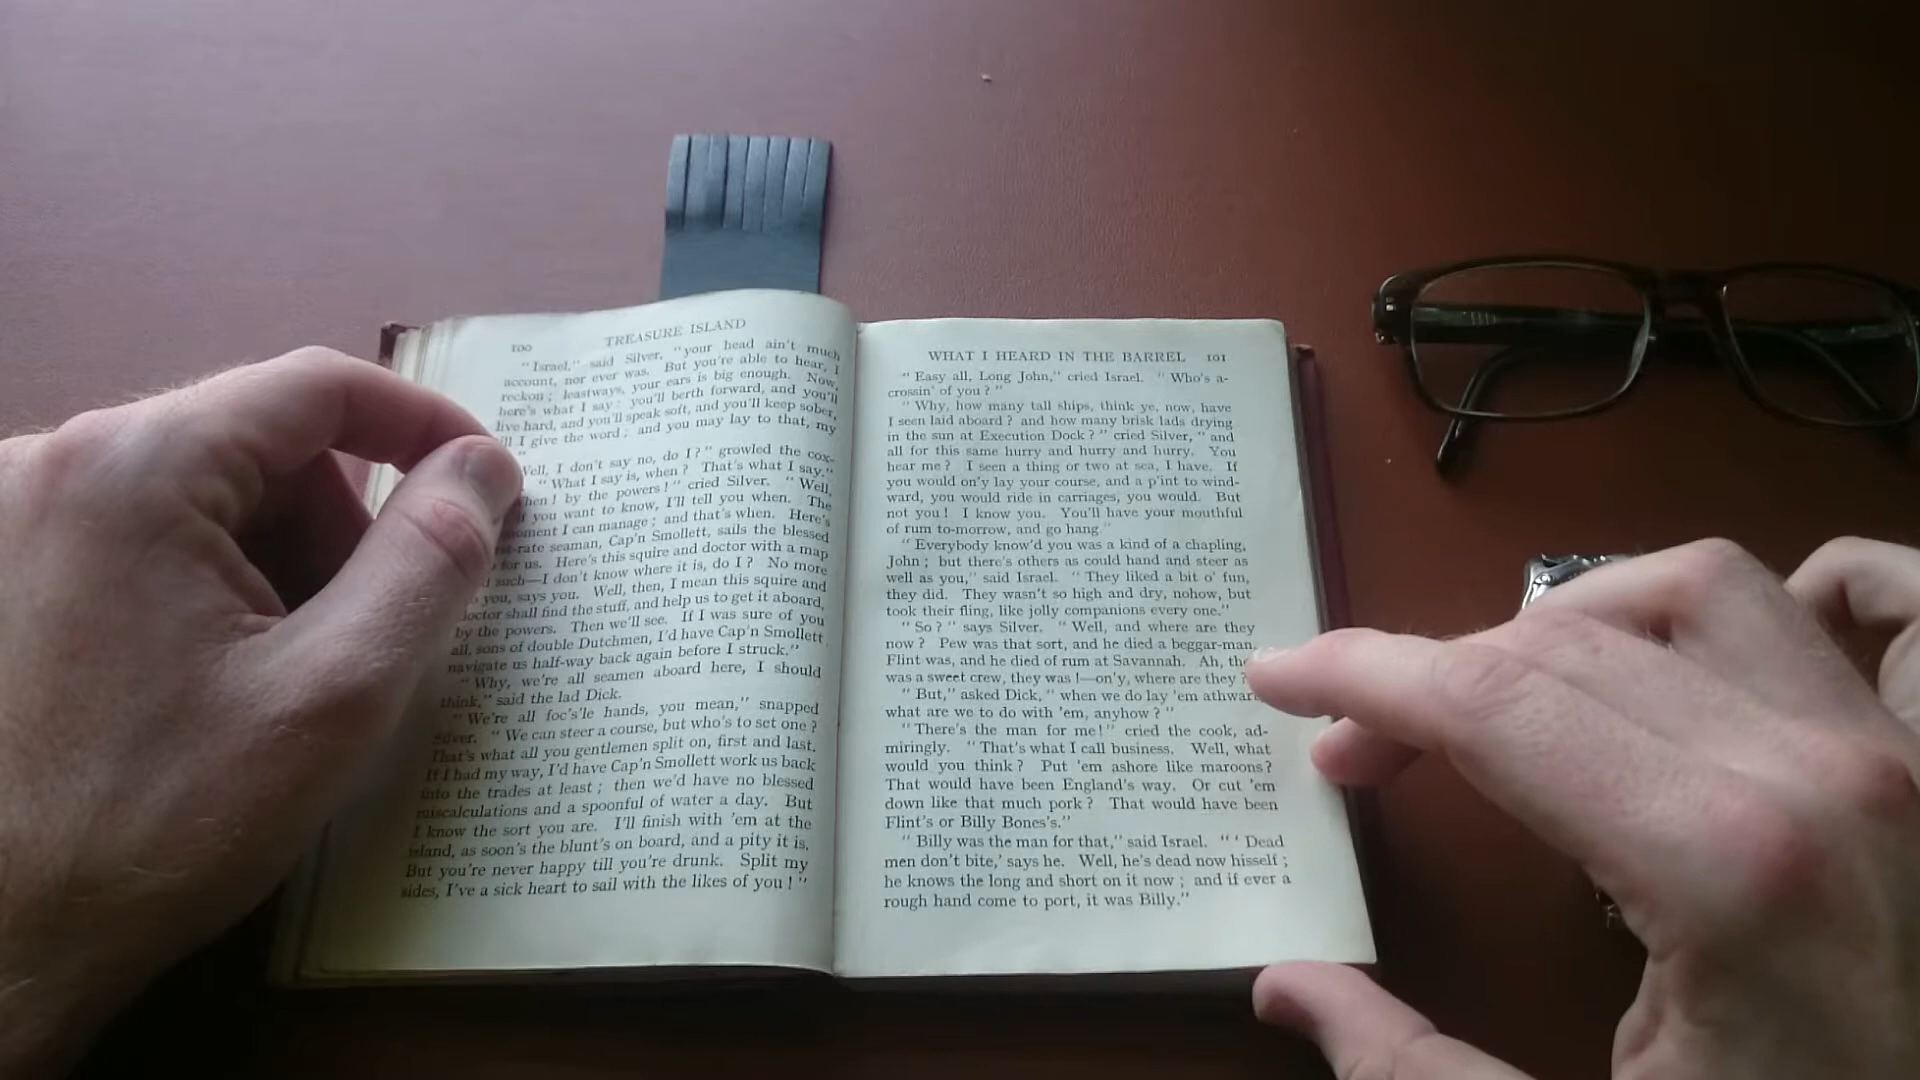 100
TREASURE ISLAND
"Israel," said Silver, "your head ain't much
account, nor ever was. But you're able to hear, I
reckon; leastways, your ears is big enough. Now,
here's what I say: you'll berth forward, and you'll
live hard, and you'll speak soft, and you'll keep sober,
till I give the word; and you may lay to that, my
"
Well, I don't say no, do I?" growled the cox-
"What I say is, when? That's what I say."
When! by the powers!" cried Silver. "Well,
if you want to know, I'll tell you when. The
moment I can manage; and that's when. Here's
seaman, Cap'n Smollett, sails the blessed
for us. Here's this squire and doctor with a map
such—I don't know where it is, do I? No more
you, says you. Well, then, I mean this squire and
doctor shall find the stuff, and help us to get it aboard,
by the powers. Then we'll see. If I was sure of you
all, sons of double Dutchmen, I'd have Cap'n Smollett
navigate us half-way back again before I struck."
"Why, we're all seamen aboard here, I should
think," said the lad Dick.
"We're all foc's'le hands, you mean," snapped
Silver. "We can steer a course, but who's to set one?
That's what all you gentlemen split on, first and last.
If I had my way, I'd have Cap'n Smollett work us back
into the trades at least; then we'd have no blessed
miscalculations and a spoonful of water a day. But
I know the sort you are. I'll finish with 'em at the
island, as soon's the blunt's on board, and a pity it is.
But you're never happy till you're drunk. Split my
sides, I've a sick heart to sail with the likes of you!"
WHAT I HEARD IN THE BARREL 101
"Easy all, Long John," cried Israel. "Who's a-
crossin' of you?"
"Why, how many tall ships, think ye, now, have
I seen laid aboard? and how many brisk lads drying
in the sun at Execution Dock?" cried Silver, "and
all for this same hurry and hurry and hurry. You
hear me? I seen a thing or two at sea, I have. If
you would on'y lay your course, and a p'int to wind-
ward, you would ride in carriages, you would. But
not you! I know you. You'll have your mouthful
of rum to-morrow, and go hang."
"Everybody know'd you was a kind of a chapling,
John; but there's others as could hand and steer as
well as you," said Israel. "They liked a bit o' fun,
they did. They wasn't so high and dry, nohow, but
took their fling, like jolly companions every one."
"So?" says Silver. "Well, and where are they
now? Pew was that sort, and he died a beggar-man.
Flint was, and he died of rum at Savannah. Ah, the
was a sweet crew, they was!—on'y, where are they?
"But," asked Dick, "when we do lay 'em athwart
what are we to do with 'em, anyhow?"
"There's the man for me!" cried the cook, ad-
miringly. "That's what I call business. Well, what
would you think? Put 'em ashore like maroons?
That would have been England's way. Or cut 'em
down like that much pork? That would have been
Flint's or Billy Bones's."
"Billy was the man for that," said Israel. "'Dead
men don't bite,' says he. Well, he's dead now hisself;
he knows the long and short on it now; and if ever a
rough hand come to port, it was Billy."